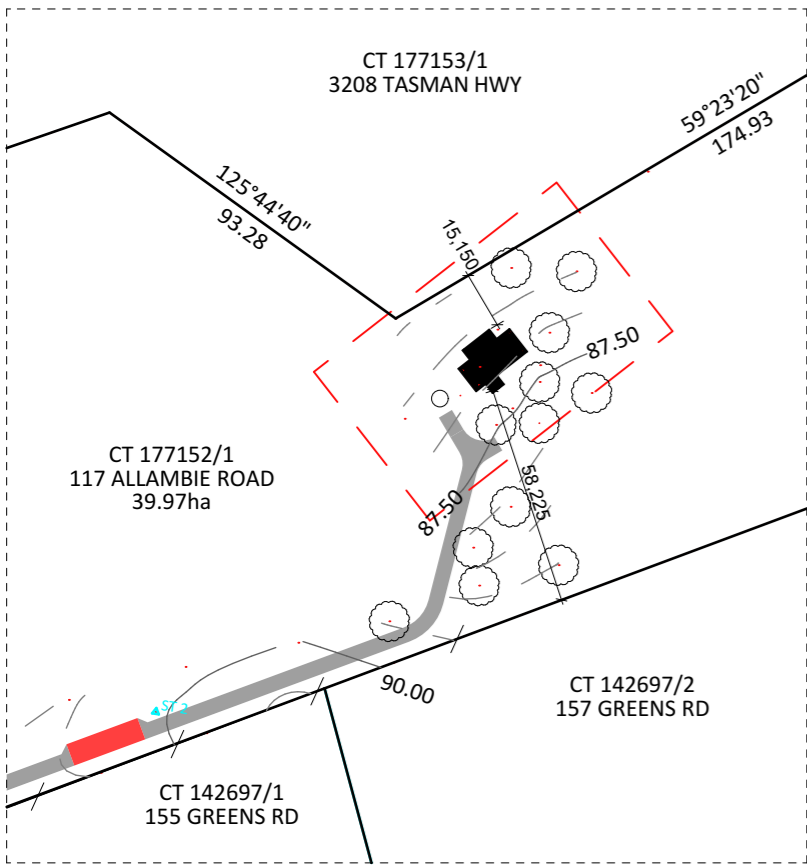 CT 177153/1
3208 TASMAN HWY
59°23'20"
174.93
125°44'40"
93.28
15,150
87.50
CT 177152/1
117 ALLAMBIE ROAD
39.97ha
87.50
58,225
90.00
CT 142697/2
157 GREENS RD
CT 142697/1
155 GREENS RD